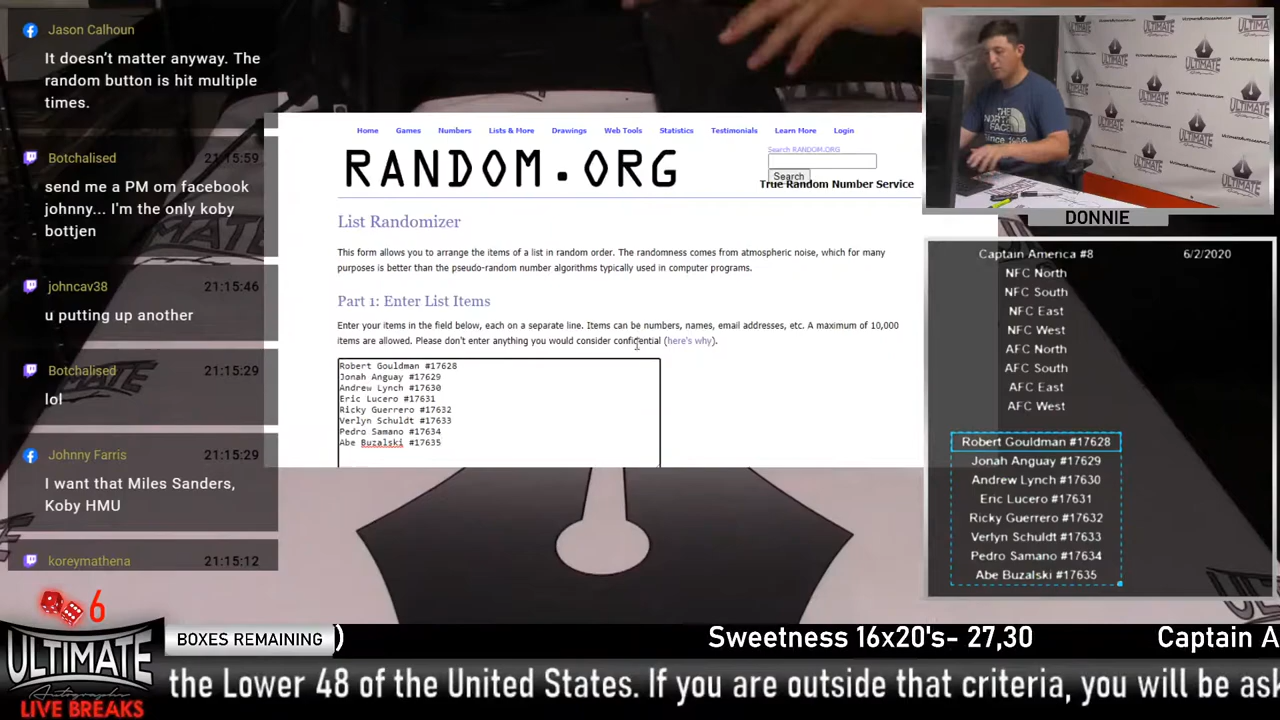 Jason Calhoun
It doesn’t matter anyway. The
random button is hit multiple
times.
Botchalised 21:15:59
send me a PM om facebook
johnny... I'm the only koby
bottjen
johncav38 21:15:46
u putting up another
Botchalised 21:15:29
lol
Johnny Farris 21:15:29
I want that Miles Sanders,
Koby HMU
koreymathena 21:15:12
Home Games Numbers Lists & More Drawings Web Tools Statistics Testimonials Learn More Login
RANDOM.ORG
Search RANDOM.ORG
Search
True Random Number Service
List Randomizer
This form allows you to arrange the items of a list in random order. The randomness comes from atmospheric noise, which for many
purposes is better than the pseudo-random number algorithms typically used in computer programs.
Part 1: Enter List Items
Enter your items in the field below, each on a separate line. Items can be numbers, names, email addresses, etc. A maximum of 10,000
items are allowed. Please don't enter anything you would consider confidential (here's why).
Robert Gouldman #17628
Jonah Anguay #17629
Andrew Lynch #17630
Eric Lucero #17631
Ricky Guerrero #17632
Verlyn Schuldt #17633
Pedro Samano #17634
Abe Buzalski #17635
THE
NORTH
FACE
ULTIMATE
DONNIE
Captain America #8 6/2/2020
NFC North
NFC South
NFC East
NFC West
AFC North
AFC South
AFC East
AFC West
Robert Gouldman #17628
Jonah Anguay #17629
Andrew Lynch #17630
Eric Lucero #17631
Ricky Guerrero #17632
Verlyn Schuldt #17633
Pedro Samano #17634
Abe Buzalski #17635
6
ULTIMATE
Autographs
LIVE BREAKS
BOXES REMAINING ) Sweetness 16x20's- 27,30 Captain A
the Lower 48 of the United States. If you are outside that criteria, you will be ask